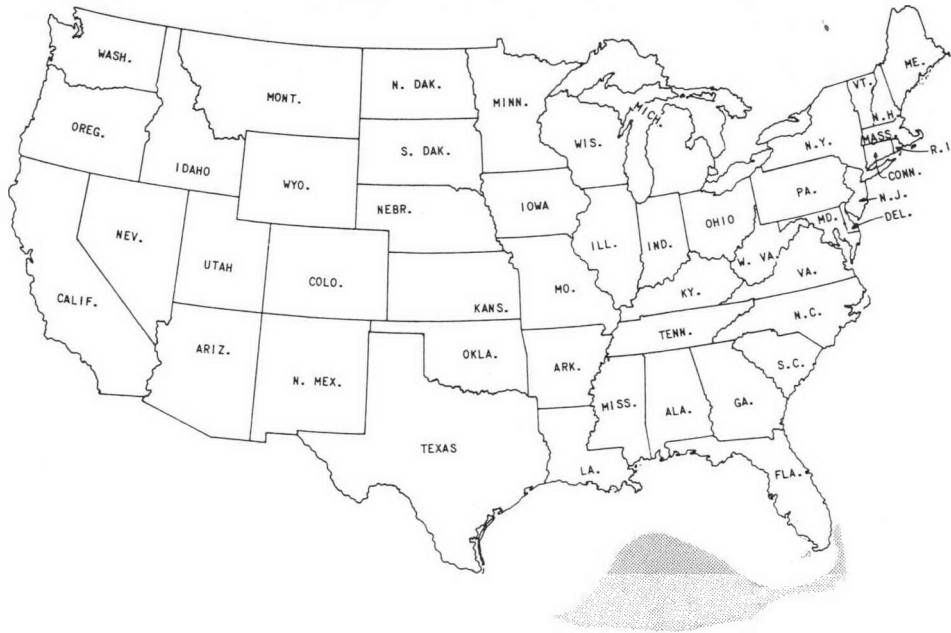 WASH.
MONT.
N. DAK.
MINN.
OREG.
IDAHO
WYO.
S. DAK.
WIS.
MICH.
N.Y.
VT.
N.H.
ME.
MASS.
R.I
CONN.
N.J.
DEL.
MD.
PA.
NEBR.
IOWA
NEV.
UTAH
COLO.
ILL.
IND.
OHIO
W. VA.
VA.
CALIF.
KANS.
MO.
KY.
N.C.
TENN.
ARIZ.
N. MEX.
OKLA.
ARK.
S.C.
MISS.
ALA.
GA.
TEXAS
LA.
FLA.